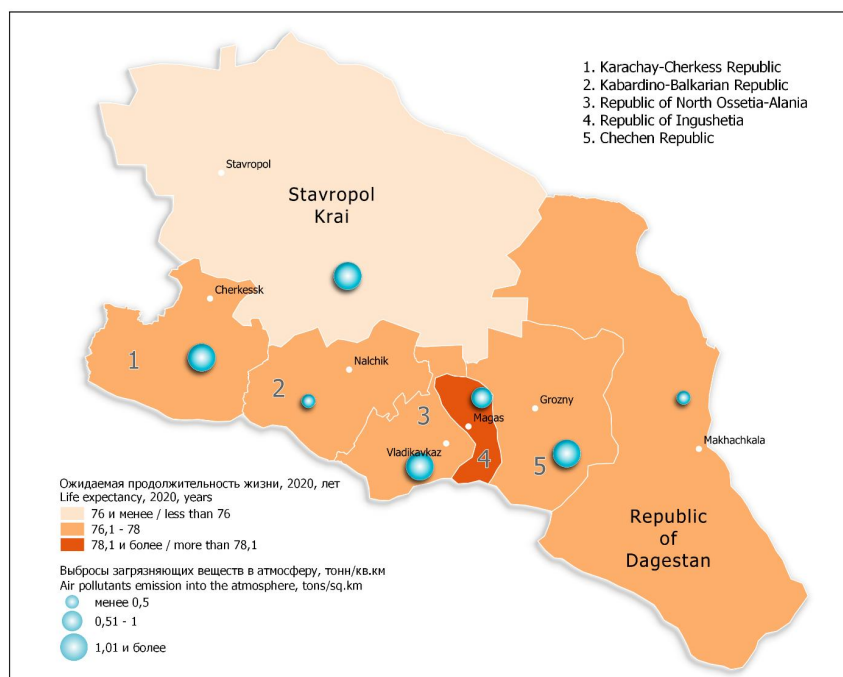 1. Karachay-Cherkess Republic
2. Kabardino-Balkarian Republic
3. Republic of North Ossetia-Alania
4. Republic of Ingushetia
5. Chechen Republic
Stavropol
Stavropol
Krai
Cherkessk
1
Nalchik
2
3
Grozny
Magas
Vladikavkaz
4
5
Makhachkala
Republic
of
Dagestan
Ожидаемая продолжительность жизни, 2020, лет
Life expectancy, 2020, years
76 и менее / less than 76
76,1 - 78
78,1 и более / more than 78,1
Выбросы загрязняющих веществ в атмосферу, тонн/кв.км
Air pollutants emission into the atmosphere, tons/sq.km
менее 0,5
0,51 - 1
1,01 и более